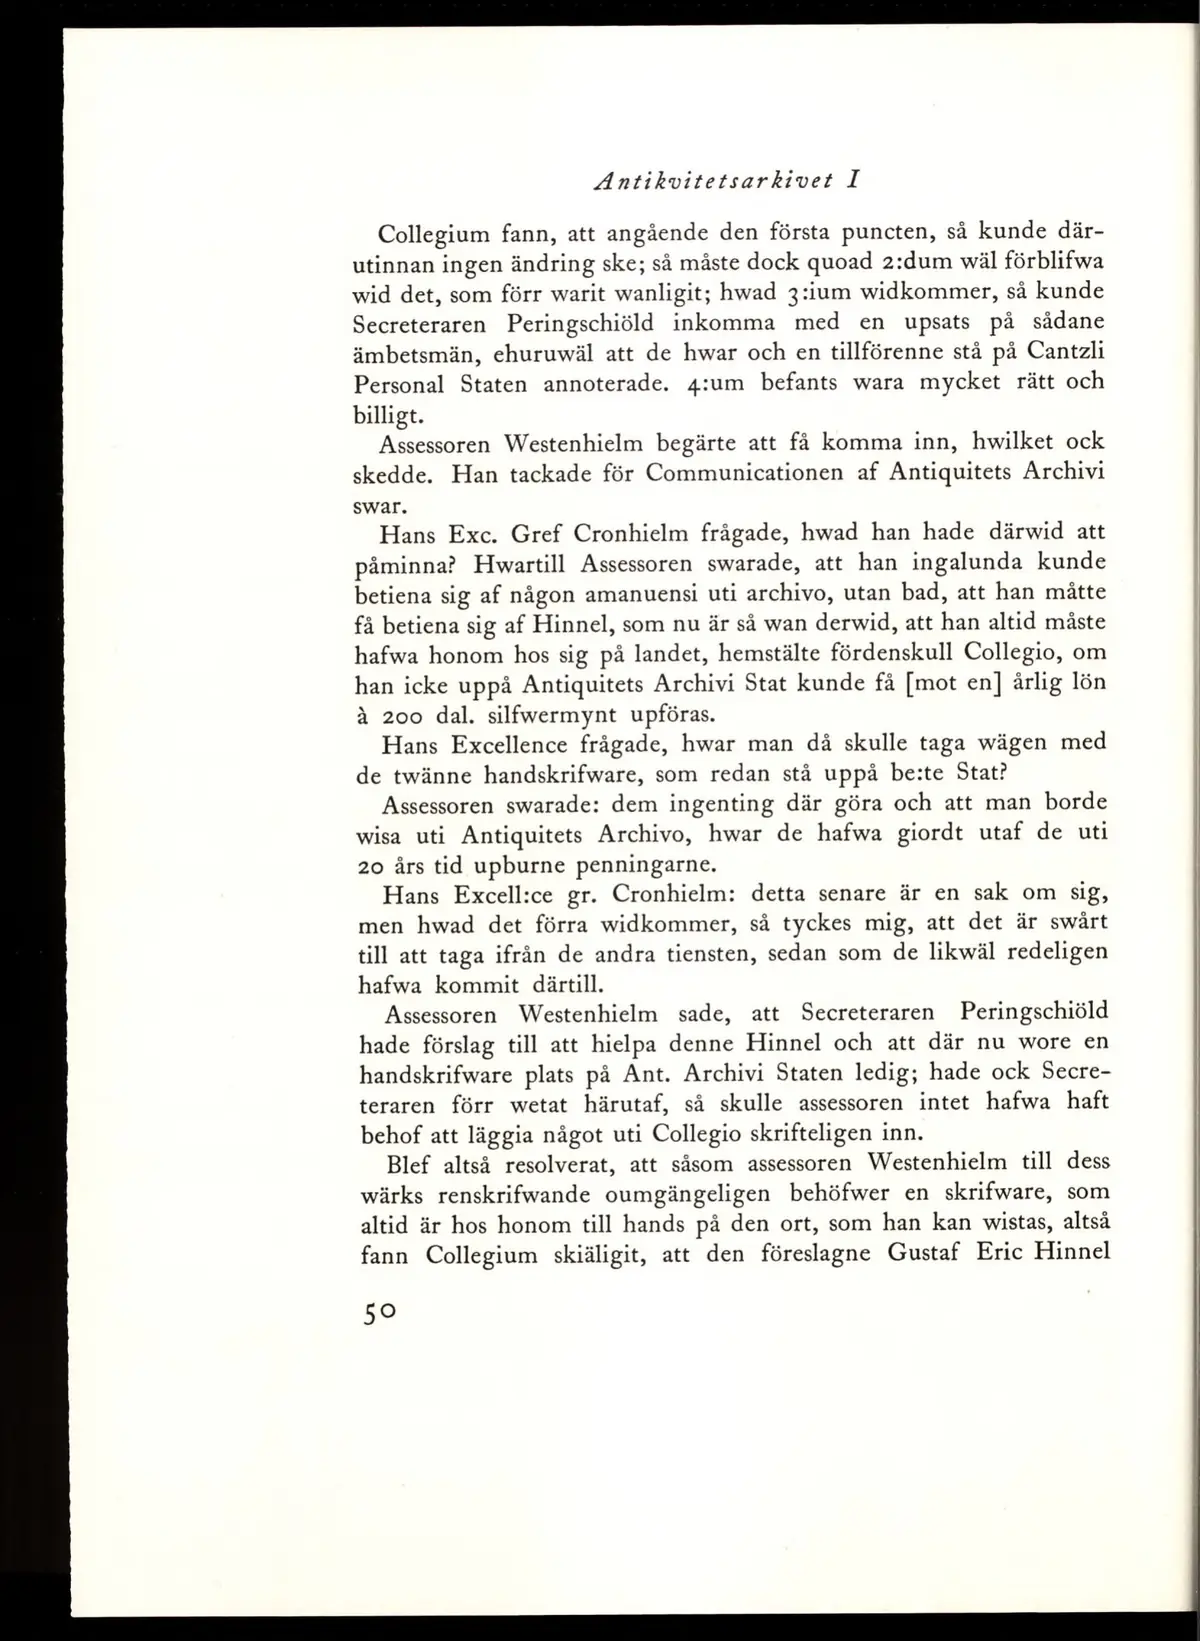 Antikvitetsarkivet I
Collegium fann, att angående den första puncten, så kunde där-
utinnan ingen ändring ske; så måste dock quoad 2:dum wäl förblifwa
wid det, som förr warit wanligit; hwad 3:ium widkommer, så kunde
Secreteraren Peringschiöld inkomma med en upsats på sådane
ämbetsmän, ehuruwäl att de hwar och en tillförenne stå på Cantzli
Personal Staten annoterade. 4:um befants wara mycket rätt och
billigt.
Assessoren Westenhielm begärte att få komma inn, hwilket ock
skedde. Han tackade för Communicationen af Antiquitets Archivi
swar.
Hans Exc. Gref Cronhielm frågade, hwad han hade därwid att
påminna? Hwartill Assessoren swarade, att han ingalunda kunde
betiena sig af någon amanuensi uti archivo, utan bad, att han måtte
få betiena sig af Hinnel, som nu är så wan derwid, att han altid måste
hafwa honom hos sig på landet, hemstälte fördenskull Collegio, om
han icke uppå Antiquitets Archivi Stat kunde få [mot en] årlig lön
à 200 dal. silfwermynt upföras.
Hans Excellence frågade, hwar man då skulle taga wägen med
de twänne handskrifware, som redan stå uppå be:te Stat?
Assessoren swarade: dem ingenting där göra och att man borde
wisa uti Antiquitets Archivo, hwar de hafwa giordt utaf de uti
20 års tid upburne penningarne.
Hans Excell:ce gr. Cronhielm: detta senare är en sak om sig,
men hwad det förra widkommer, så tyckes mig, att det är swårt
till att taga ifrån de andra tiensten, sedan som de likwäl redeligen
hafwa kommit därtill.
Assessoren Westenhielm sade, att Secreteraren Peringschiöld
hade förslag till att hielpa denne Hinnel och att där nu wore en
handskrifware plats på Ant. Archivi Staten ledig; hade ock Secre-
teraren förr wetat härutaf, så skulle assessoren intet hafwa haft
behof att läggia något uti Collegio skrifteligen inn.
Blef altså resolverat, att såsom assessoren Westenhielm till dess
wärks renskrifwande oumgängeligen behöfwer en skrifware, som
altid är hos honom till hands på den ort, som han kan wistas, altså
fann Collegium skiäligit, att den föreslagne Gustaf Eric Hinnel
50